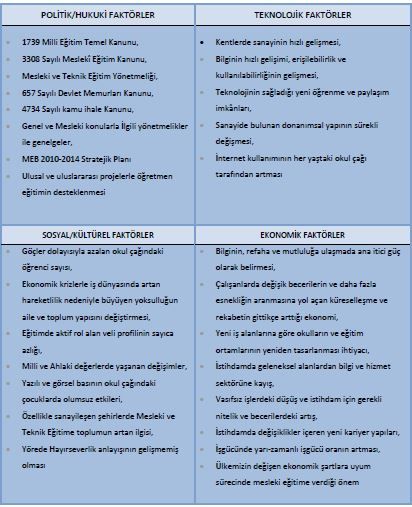 POLİTİK/HUKUKİ FAKTÖRLER
1739 Milli Eğitim Temel Kanunu,
3308 Sayılı Meslekî Eğitim Kanunu,
Mesleki ve Teknik Eğitim Yönetmeliği,
657 Sayılı Devlet Memurları Kanunu,
4734 Sayılı kamu ihale Kanunu,
Genel ve Mesleki konularla İlgili yönetmelikler
ile genelgeler,
MEB 2010-2014 Stratejik Planı
Ulusal ve uluslararası projelerle öğretmen
eğitimin desteklenmesi
TEKNOLOJİK FAKTÖRLER
Kentlerde sanayinin hızlı gelişmesi,
Bilginin hızlı gelişimi, erişilebilirlik ve
kullanılabilirliğinin gelişmesi,
Teknolojinin sağladığı yeni öğrenme ve paylaşım
imkânları,
Sanayide bulunan donanımsal yapının sürekli
değişmesi,
İnternet kullanımının her yaştaki okul çağı
tarafından artması
SOSYAL/KÜLTÜREL FAKTÖRLER
Göçler dolayısıyla azalan okul çağındaki
öğrenci sayısı,
Ekonomik krizlerle iş dünyasında artan
hareketlilik nedeniyle büyüyen yoksulluğun
aile ve toplum yapısını değiştirmesi,
Eğitimde aktif rol alan veli profilinin sayıca
azlığı,
Milli ve Ahlaki değerlerde yaşanan değişimler,
Yazılı ve görsel basının okul çağındaki
çocuklarda olumsuz etkileri,
Özellikle sanayileşen şehirlerde Mesleki ve
Teknik Eğitime toplumun artan ilgisi,
Yörede Hayırseverlik anlayışının gelişmemiş
olması
EKONOMİK FAKTÖRLER
Bilginin, refaha ve mutluluğa ulaşmada ana itici güç
olarak belirmesi,
Çalışanlarda değişik becerilerin ve daha fazla
esnekliğin aranmasına yol açan küreselleşme ve
rekabetin gittikçe arttığı ekonomi,
Yeni iş alanlarına göre okulların ve eğitim
ortamlarının yeniden tasarlanması ihtiyacı,
İstihdamda geleneksel alanlardan bilgi ve hizmet
sektörüne kayış,
Vasıfsız işlerdeki düşüş ve istihdam için gerekli
nitelik ve becerilerdeki artış,
İstihdamda değişiklikler içeren yeni kariyer yapıları,
İşgücünde yarı-zamanlı işgücü oranın artması,
Ülkemizin değişen ekonomik şartlara uyum
sürecinde mesleki eğitime verdiği önem